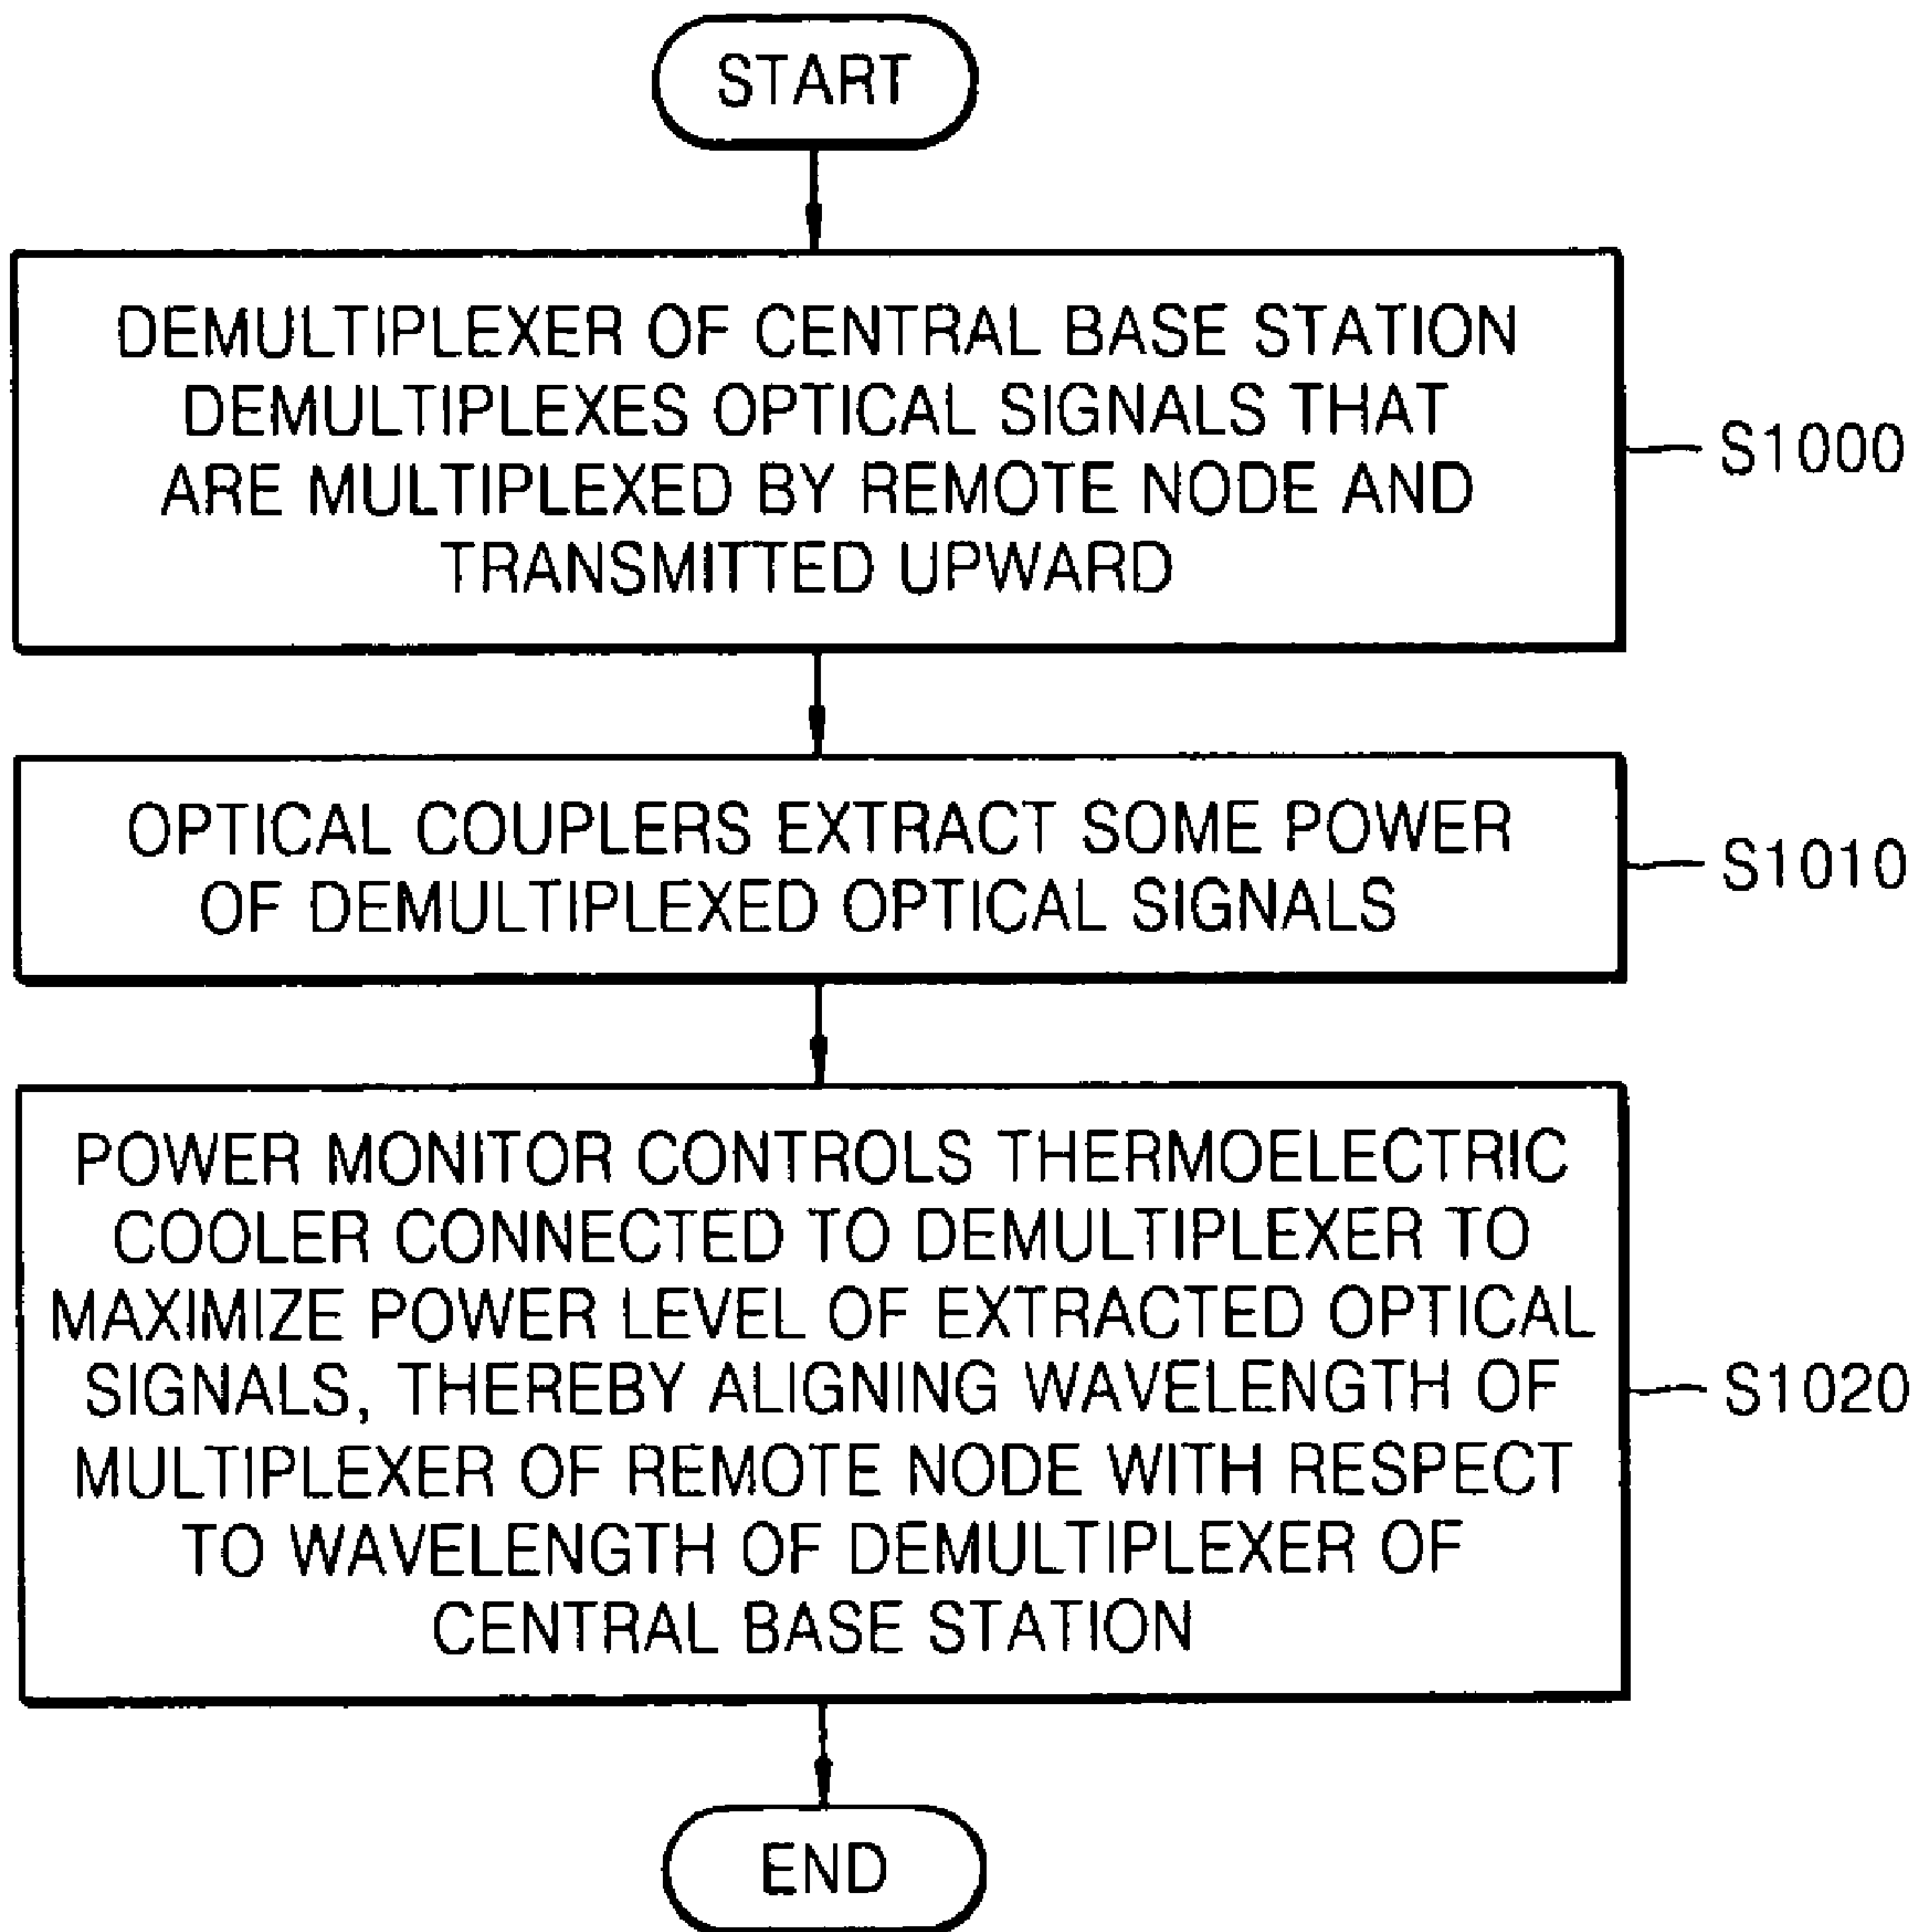 START
DEMULTIPLEXER OF CENTRAL BASE STATION
DEMULTIPLEXES OPTICAL SIGNALS THAT
ARE MULTIPLEXED BY REMOTE NODE AND
TRANSMITTED UPWARD
S1000
OPTICAL COUPLERS EXTRACT SOME POWER
OF DEMULTIPLEXED OPTICAL SIGNALS
S1010
POWER MONITOR CONTROLS THERMOELECTRIC
COOLER CONNECTED TO DEMULTIPLEXER TO
MAXIMIZE POWER LEVEL OF EXTRACTED OPTICAL
SIGNALS, THEREBY ALIGNING WAVELENGTH OF
MULTIPLEXER OF REMOTE NODE WITH RESPECT
TO WAVELENGTH OF DEMULTIPLEXER OF
CENTRAL BASE STATION
S1020
END